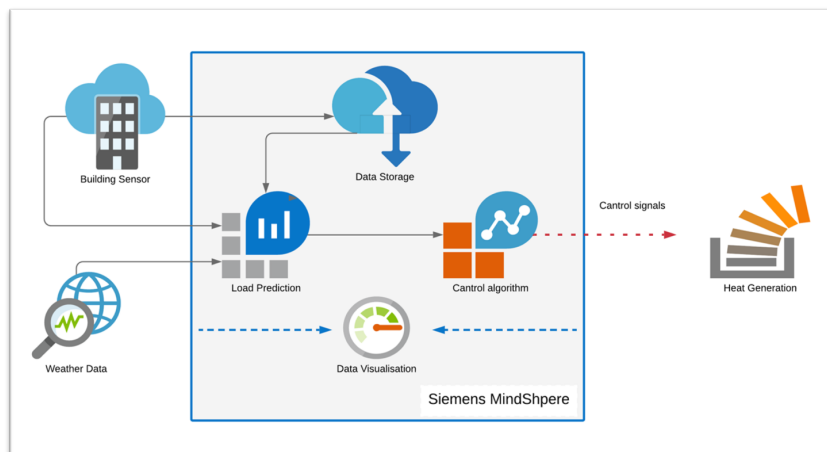 Building Sensor
Data Storage
Cantrol signals
Load Prediction
Cantrol algorithm
Heat Generation
Weather Data
Data Visualisation
Siemens MindShpere